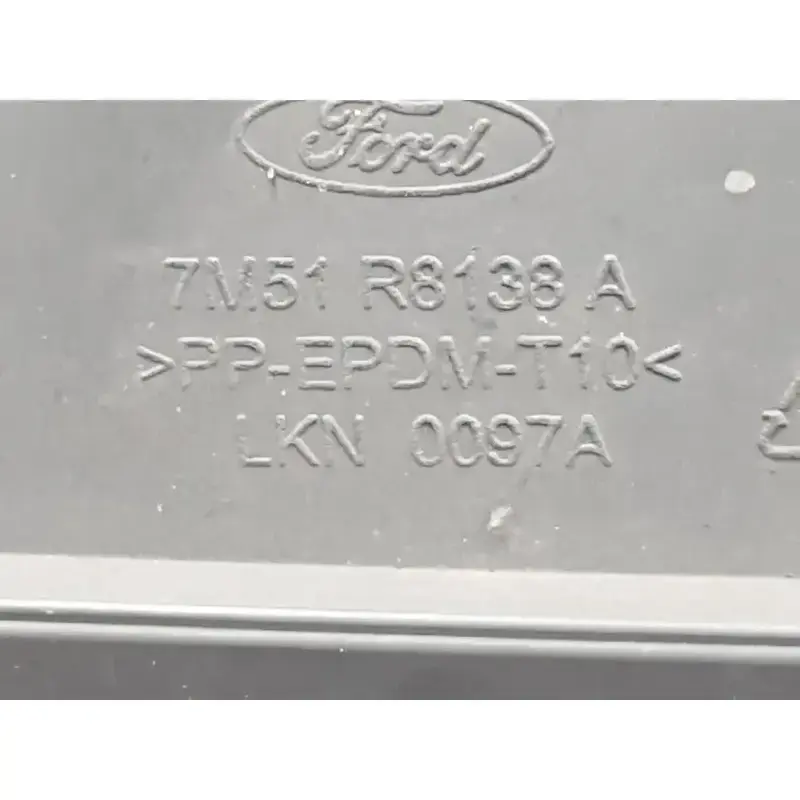 Ford
7M51 R8138 A
>PP-EPDM-T10<
LKN 0097A